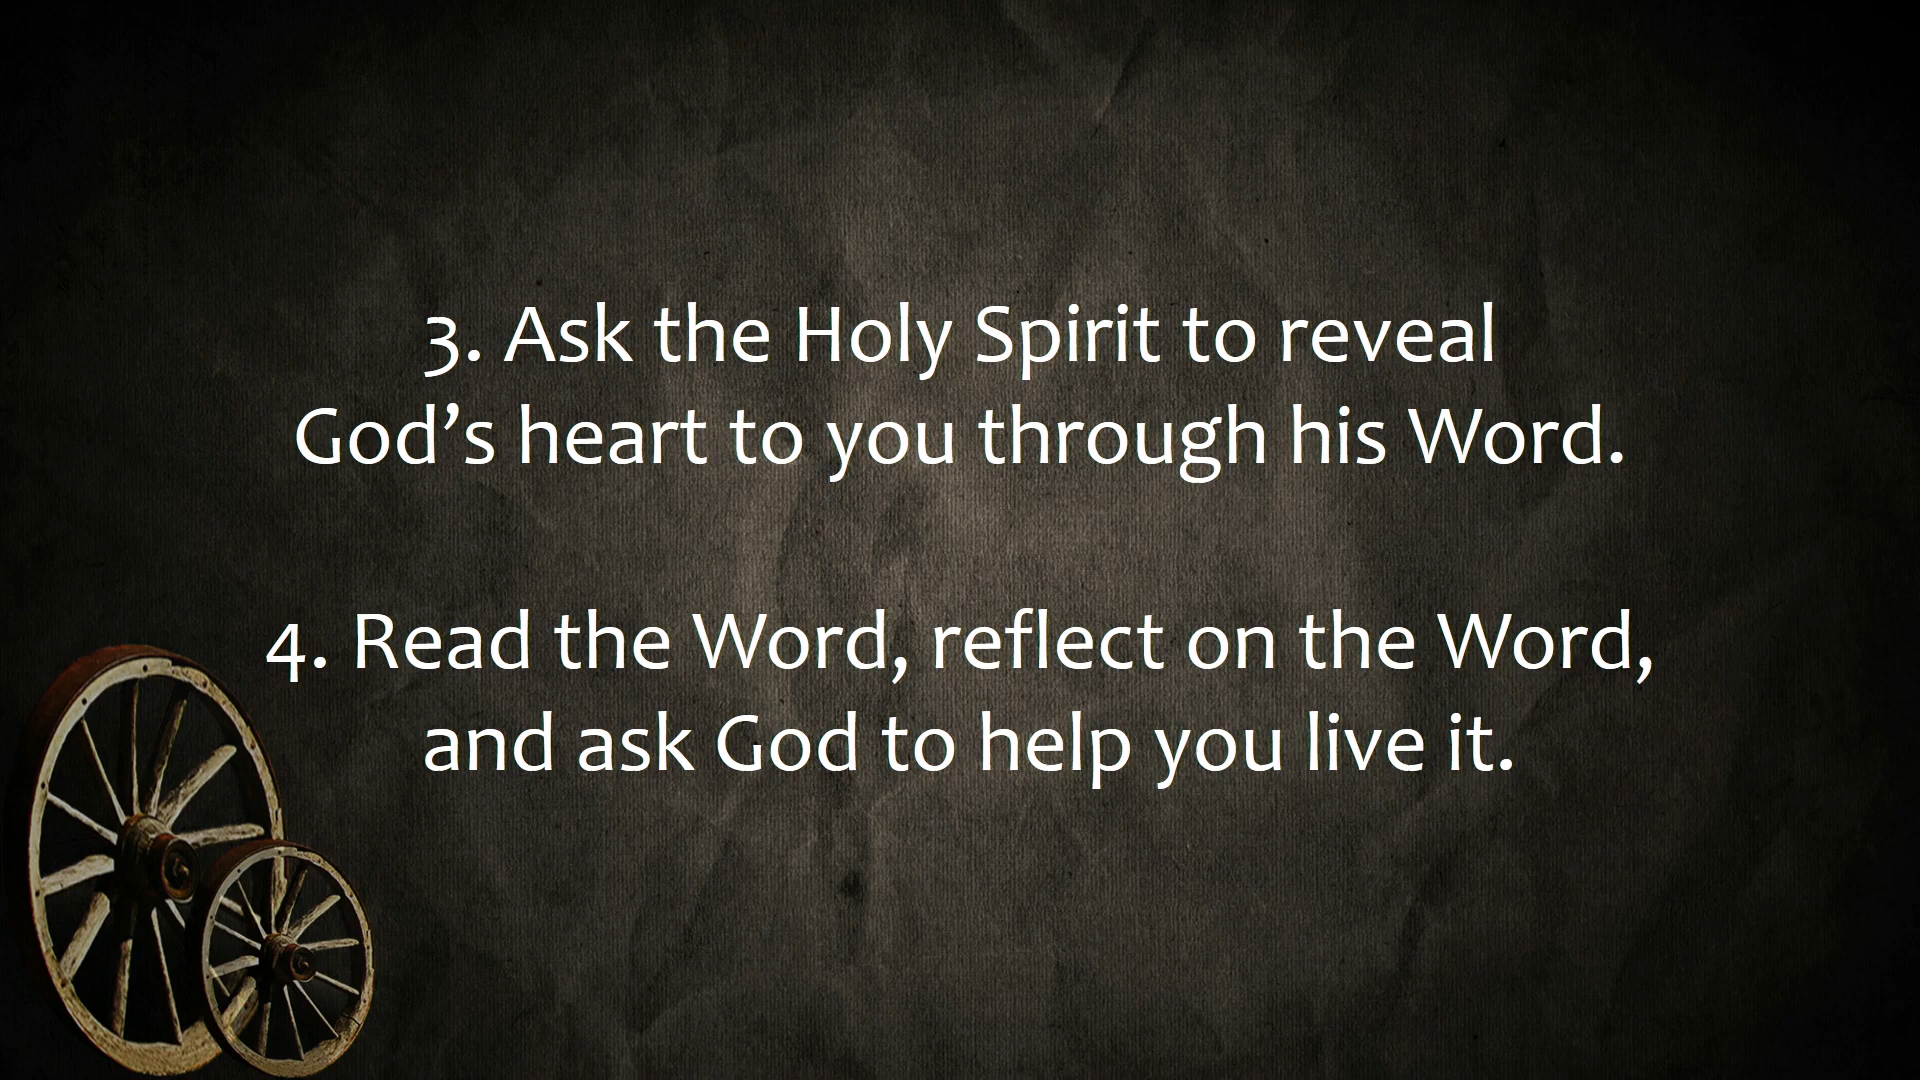 3. Ask the Holy Spirit to reveal
God’s heart to you through his Word.
4. Read the Word, reflect on the Word,
and ask God to help you live it.